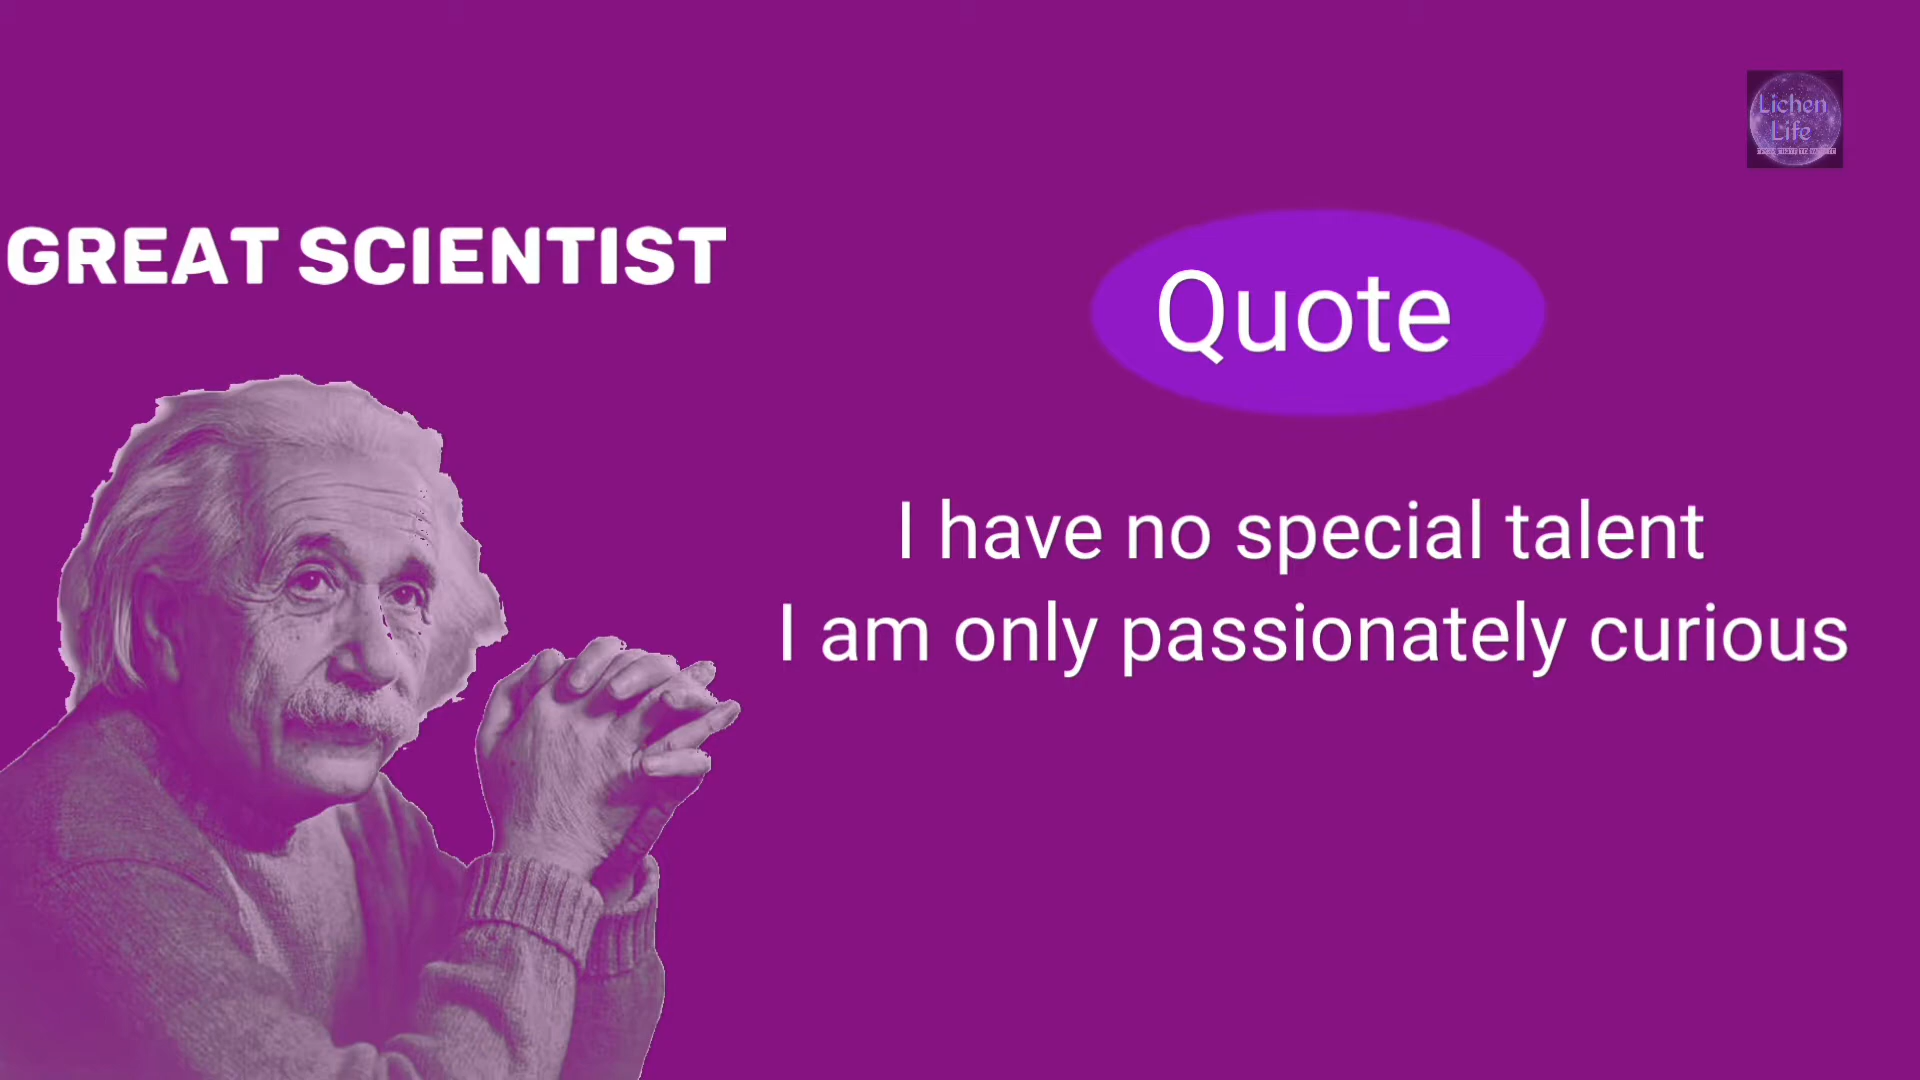 Lichen
Life
GREAT SCIENTIST
Quote
I have no special talent
I am only passionately curious